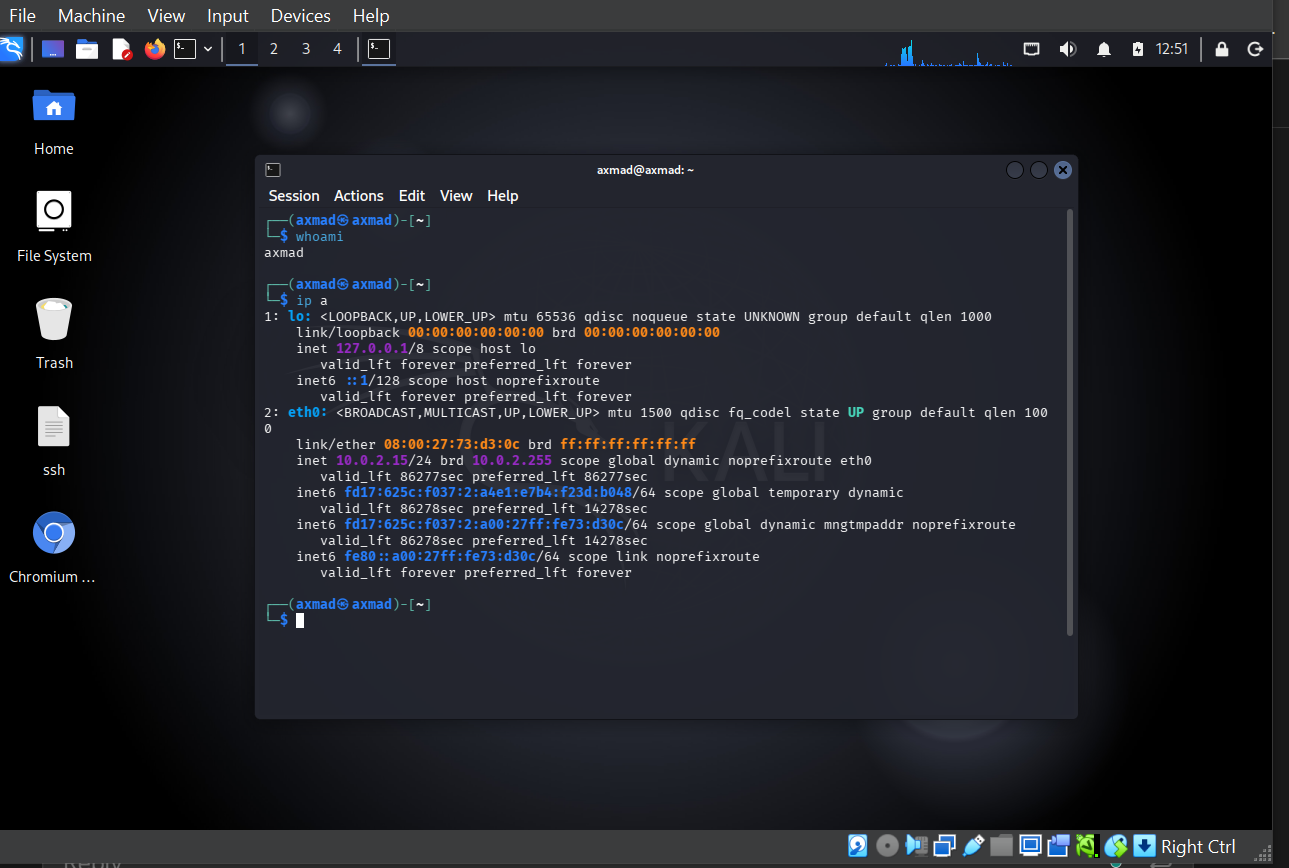 File Machine View Input Devices Help
1 2 3 4 12:51
Home
File System
Trash
ssh
Chromium ...
axmad@axmad: ~
Session Actions Edit View Help
┌──(axmad㉿axmad)-[~]
└─$ whoami
axmad
┌──(axmad㉿axmad)-[~]
└─$ ip a
1: lo: <LOOPBACK,UP,LOWER_UP> mtu 65536 qdisc noqueue state UNKNOWN group default qlen 1000
link/loopback 00:00:00:00:00:00 brd 00:00:00:00:00:00
inet 127.0.0.1/8 scope host lo
valid_lft forever preferred_lft forever
inet6 ::1/128 scope host noprefixroute
valid_lft forever preferred_lft forever
2: eth0: <BROADCAST,MULTICAST,UP,LOWER_UP> mtu 1500 qdisc fq_codel state UP group default qlen 100
0
link/ether 08:00:27:73:d3:0c brd ff:ff:ff:ff:ff:ff
inet 10.0.2.15/24 brd 10.0.2.255 scope global dynamic noprefixroute eth0
valid_lft 86277sec preferred_lft 86277sec
inet6 fd17:625c:f037:2:a4e1:e7b4:f23d:b048/64 scope global temporary dynamic
valid_lft 86278sec preferred_lft 14278sec
inet6 fd17:625c:f037:2:a00:27ff:fe73:d30c/64 scope global dynamic mngtmpaddr noprefixroute
valid_lft 86278sec preferred_lft 14278sec
inet6 fe80::a00:27ff:fe73:d30c/64 scope link noprefixroute
valid_lft forever preferred_lft forever
┌──(axmad㉿axmad)-[~]
└─$
KALI
Right Ctrl